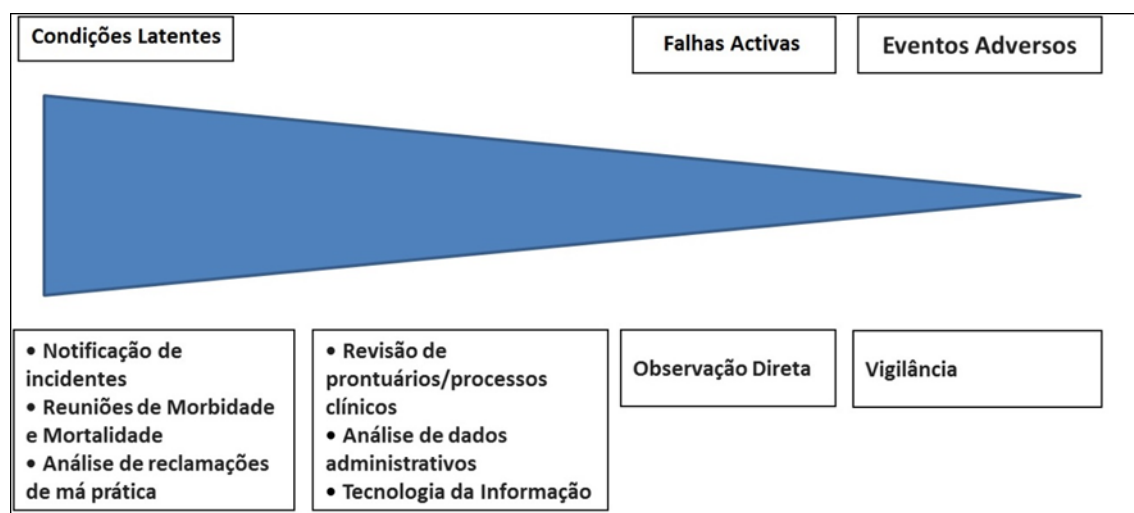 Condições Latentes
Falhas Activas
Eventos Adversos
• Notificação de
incidentes
• Reuniões de Morbidade
e Mortalidade
• Análise de reclamações
de má prática
• Revisão de
prontuários/processos
clínicos
• Análise de dados
administrativos
• Tecnologia da Informação
Observação Direta
Vigilância